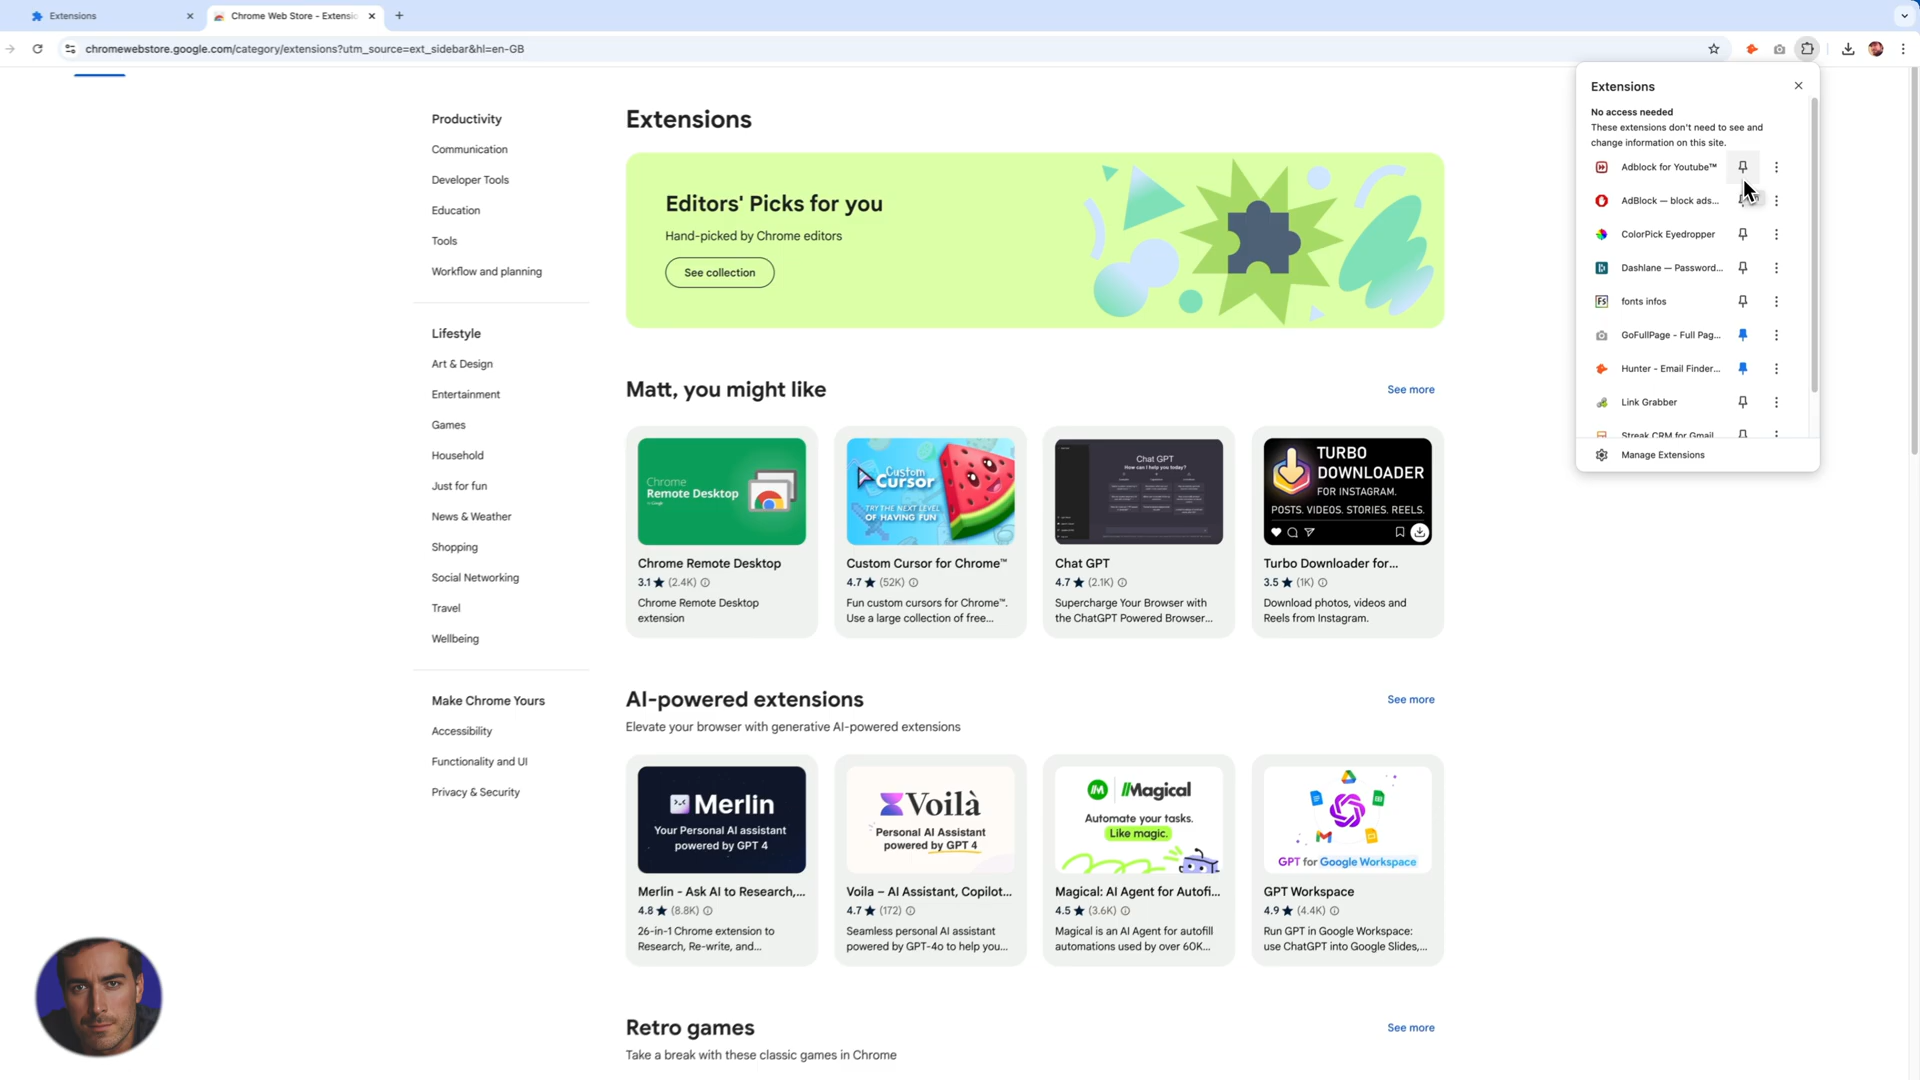 Extensions
Chrome Web Store - Extensio
chromewebstore.google.com/category/extensions?utm_source=ext_sidebar&hl=en-GB
Productivity
Communication
Developer Tools
Education
Tools
Workflow and planning
Lifestyle
Art & Design
Entertainment
Games
Household
Just for fun
News & Weather
Shopping
Social Networking
Travel
Wellbeing
Make Chrome Yours
Accessibility
Functionality and UI
Privacy & Security
Extensions
Editors' Picks for you
Hand-picked by Chrome editors
See collection
Matt, you might like
See more
Chrome
Remote Desktop
Custom
Cursor
TRY THE NEXT LEVEL
OF HAVING FUN
Chat GPT
How can I help you today?
TURBO
DOWNLOADER
FOR INSTAGRAM.
POSTS. VIDEOS. STORIES. REELS.
Chrome Remote Desktop
3.1 ★ (2.4K)
Chrome Remote Desktop
extension
Custom Cursor for Chrome™
4.7 ★ (52K)
Fun custom cursors for Chrome™.
Use a large collection of free...
Chat GPT
4.7 ★ (2.1K)
Supercharge Your Browser with
the ChatGPT Powered Browser...
Turbo Downloader for...
3.5 ★ (1K)
Download photos, videos and
Reels from Instagram.
AI-powered extensions
See more
Elevate your browser with generative AI-powered extensions
Merlin
Your Personal AI assistant
powered by GPT 4
Voilà
Personal AI Assistant
powered by GPT-4o
Magical
Automate your tasks.
Like magic.
GPT for Google Workspace
Merlin - Ask AI to Research,...
4.8 ★ (8.8K)
26-in-1 Chrome extension to
Research, Re-write, and...
Voila – AI Assistant, Copilot...
4.7 ★ (172)
Seamless personal AI assistant
powered by GPT-4o to help you...
Magical: AI Agent for Autofi...
4.5 ★ (3.6K)
Magical is an AI Agent for autofill
automations used by over 60K...
GPT Workspace
4.9 ★ (4.4K)
Run GPT in Google Workspace:
use ChatGPT into Google Slides,...
Retro games
See more
Take a break with these classic games in Chrome
Extensions
No access needed
These extensions don't need to see and
change information on this site.
Adblock for Youtube™
AdBlock — block ads...
ColorPick Eyedropper
Dashlane — Password...
fonts infos
GoFullPage - Full Pag...
Hunter - Email Finder...
Link Grabber
Streak CRM for Gmail
Manage Extensions